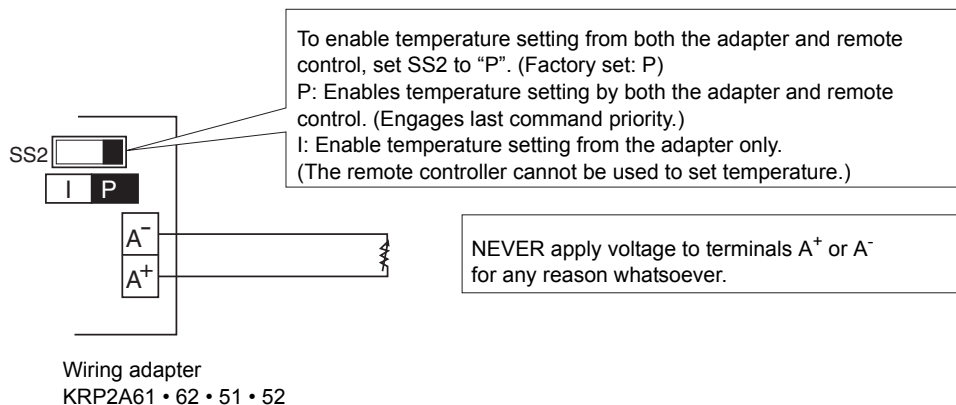 To enable temperature setting from both the adapter and remote
control, set SS2 to “P”. (Factory set: P)
P: Enables temperature setting by both the adapter and remote
control. (Engages last command priority.)
I: Enable temperature setting from the adapter only.
(The remote controller cannot be used to set temperature.)
SS2
I P
A-
A+
NEVER apply voltage to terminals A+ or A-
for any reason whatsoever.
Wiring adapter
KRP2A61 • 62 • 51 • 52